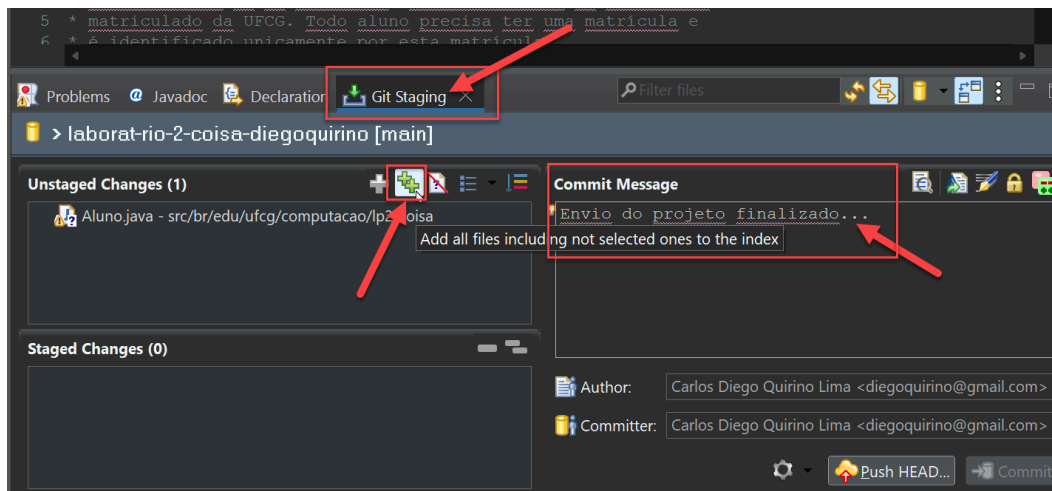 5 * matriculado da UFCG. Todo aluno precisa ter uma matrícula e
6 * é identificado unicamente por esta matrícula
Problems @ Javadoc Declaration Git Staging
Filter files
> laborat-rio-2-coisa-diegoquirino [main]
Unstaged Changes (1)
Aluno.java - src/br/edu/ufcg/computacao/lp2/coisa
Add all files including not selected ones to the index
Staged Changes (0)
Commit Message
Envio do projeto finalizado...
Author: Carlos Diego Quirino Lima <diegoquirino@gmail.com>
Committer: Carlos Diego Quirino Lima <diegoquirino@gmail.com>
Push HEAD... Commit